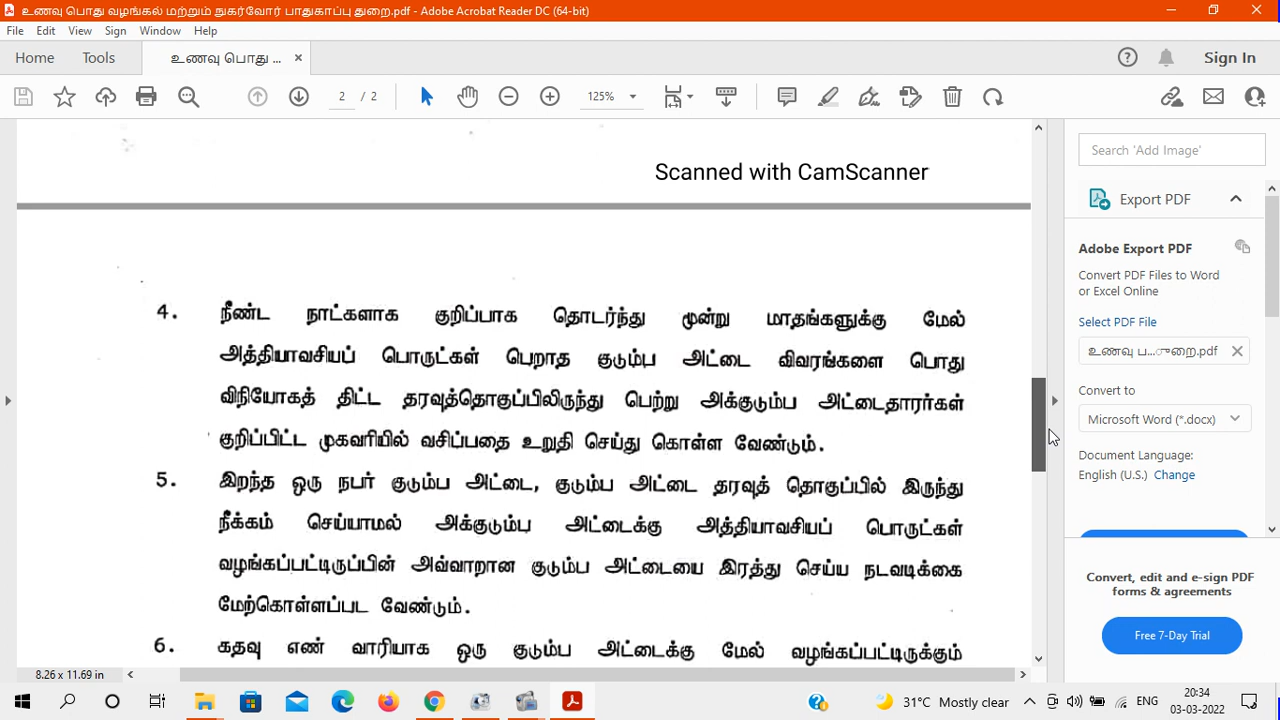 உணவு பொது வழங்கல் மற்றும் நுகர்வோர் பாதுகாப்பு துறை.pdf - Adobe Acrobat Reader DC (64-bit)
File Edit View Sign Window Help
Home Tools உணவு பொது ... × Sign In
2 / 2 125%
Search 'Add Image'
Scanned with CamScanner
Export PDF
Adobe Export PDF
Convert PDF Files to Word
or Excel Online
Select PDF File
உணவு ப...துறை.pdf
Convert to
Microsoft Word (*.docx)
Document Language:
English (U.S.) Change
4. நீண்ட நாட்களாக குறிப்பாக தொடர்ந்து மூன்று மாதங்களுக்கு மேல்
அத்தியாவசியப் பொருட்கள் பெறாத குடும்ப அட்டை விவரங்களை பொது
விநியோகத் திட்ட தரவுத்தொகுப்பிலிருந்து பெற்று அக்குடும்ப அட்டைதாரர்கள்
குறிப்பிட்ட முகவரியில் வசிப்பதை உறுதி செய்து கொள்ள வேண்டும்.
5. இறந்த ஒரு நபர் குடும்ப அட்டை, குடும்ப அட்டை தரவுத் தொகுப்பில் இருந்து
நீக்கம் செய்யாமல் அக்குடும்ப அட்டைக்கு அத்தியாவசியப் பொருட்கள்
வழங்கப்பட்டிருப்பின் அவ்வாறான குடும்ப அட்டையை இரத்து செய்ய நடவடிக்கை
மேற்கொள்ளப்பட வேண்டும்.
6. கதவு எண் வாரியாக ஒரு குடும்ப அட்டைக்கு மேல் வழங்கப்பட்டிருக்கும்
Convert, edit and e-sign PDF
forms & agreements
Free 7-Day Trial
8.26 x 11.69 in
31°C Mostly clear ENG 20:34
03-03-2022